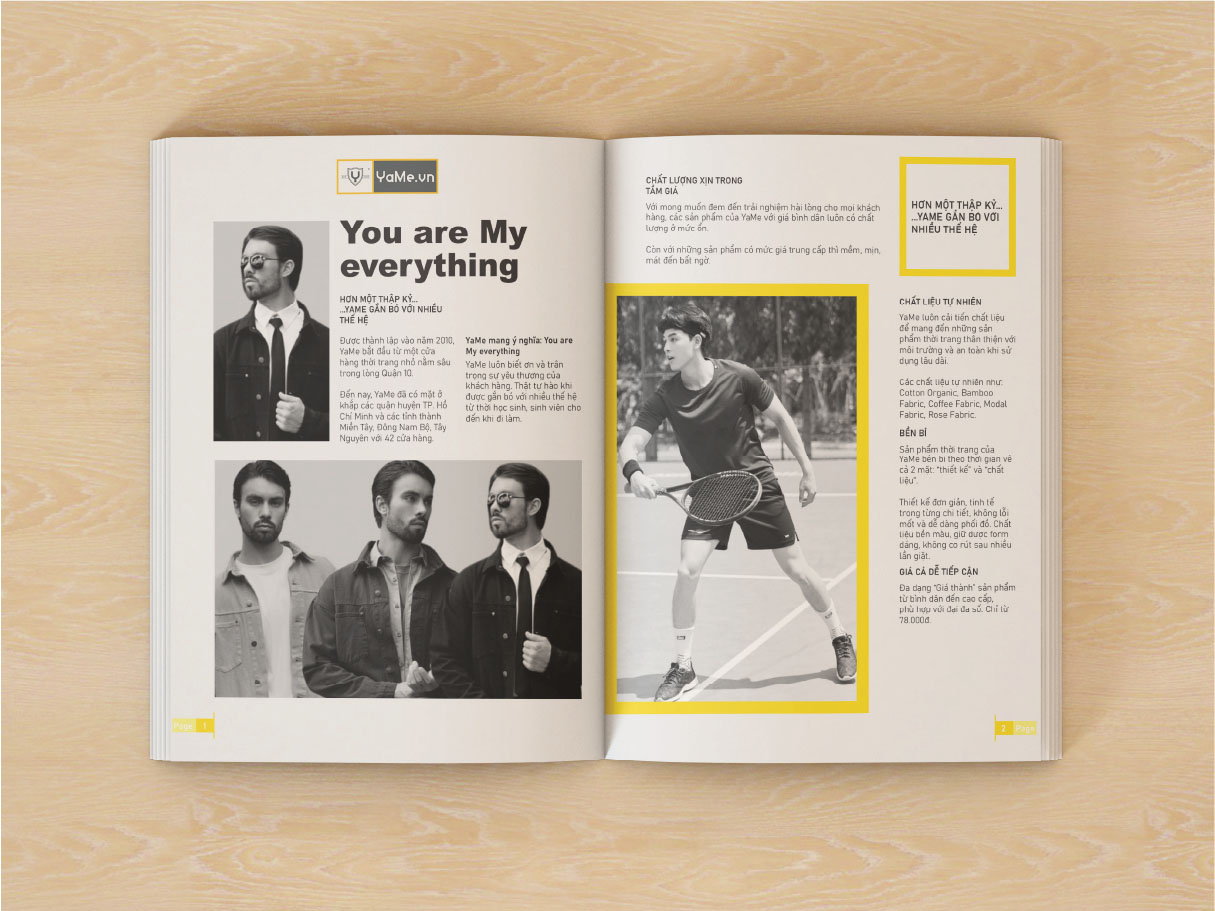 YaMe.vn
You are My
everything
HƠN MỘT THẬP KỶ...
...YAME GẮN BÓ VỚI NHIỀU
THẾ HỆ
Được thành lập vào năm 2010,
YaMe bắt đầu từ một cửa
hàng thời trang nhỏ nằm sâu
trong lòng Quận 10.
Đến nay, YaMe đã có mặt ở
khắp các quận huyện TP. Hồ
Chí Minh và các tỉnh thành
Miền Tây, Đông Nam Bộ, Tây
Nguyên với 42 cửa hàng.
YaMe mang ý nghĩa: You are
My everything
YaMe luôn biết ơn và trân
trọng sự yêu thương của
khách hàng. Thật tự hào khi
được gắn bó với nhiều thế hệ
từ thời học sinh, sinh viên cho
đến khi đi làm.
Page 1
CHẤT LƯỢNG XỊN TRONG
TẦM GIÁ
Với mong muốn đem đến trải nghiệm hài lòng cho mọi khách
hàng, các sản phẩm của YaMe với giá bình dân luôn có chất
lượng ở mức ổn.
Còn với những sản phẩm có mức giá trung cấp thì mềm, mịn,
mát đến bất ngờ.
HƠN MỘT THẬP KỶ...
...YAME GẮN BÓ VỚI
NHIỀU THẾ HỆ
CHẤT LIỆU TỰ NHIÊN
YaMe luôn cải tiến chất liệu
để mang đến những sản
phẩm thời trang thân thiện với
môi trường và an toàn khi sử
dụng lâu dài.
Các chất liệu tự nhiên như:
Cotton Organic, Bamboo
Fabric, Coffee Fabric, Modal
Fabric, Rose Fabric.
BỀN BỈ
Sản phẩm thời trang của
YaMe bền bỉ theo thời gian về
cả 2 mặt: "thiết kế" và "chất
liệu".
Thiết kế đơn giản, tinh tế
trong từng chi tiết, không lỗi
mốt và dễ dàng phối đồ. Chất
liệu bền màu, giữ được form
dáng, không co rút sau nhiều
lần giặt.
GIÁ CẢ DỄ TIẾP CẬN
Đa dạng "Giá thành" sản phẩm
từ bình dân đến cao cấp,
phù hợp với đại đa số. Chỉ từ
78.000đ.
2 Page